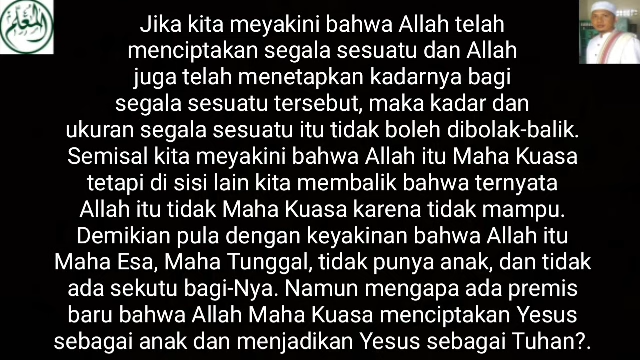 المعلم
Jika kita meyakini bahwa Allah telah
menciptakan segala sesuatu dan Allah
juga telah menetapkan kadarnya bagi
segala sesuatu tersebut, maka kadar dan
ukuran segala sesuatu itu tidak boleh dibolak-balik.
Semisal kita meyakini bahwa Allah itu Maha Kuasa
tetapi di sisi lain kita membalik bahwa ternyata
Allah itu tidak Maha Kuasa karena tidak mampu.
Demikian pula dengan keyakinan bahwa Allah itu
Maha Esa, Maha Tunggal, tidak punya anak, dan tidak
ada sekutu bagi-Nya. Namun mengapa ada premis
baru bahwa Allah Maha Kuasa menciptakan Yesus
sebagai anak dan menjadikan Yesus sebagai Tuhan?.